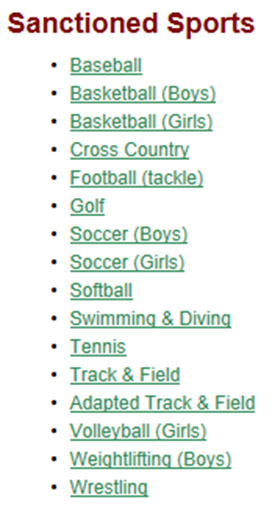 Sanctioned Sports
• Baseball
• Basketball (Boys)
• Basketball (Girls)
• Cross Country
• Football (tackle)
• Golf
• Soccer (Boys)
• Soccer (Girls)
• Softball
• Swimming & Diving
• Tennis
• Track & Field
• Adapted Track & Field
• Volleyball (Girls)
• Weightlifting (Boys)
• Wrestling